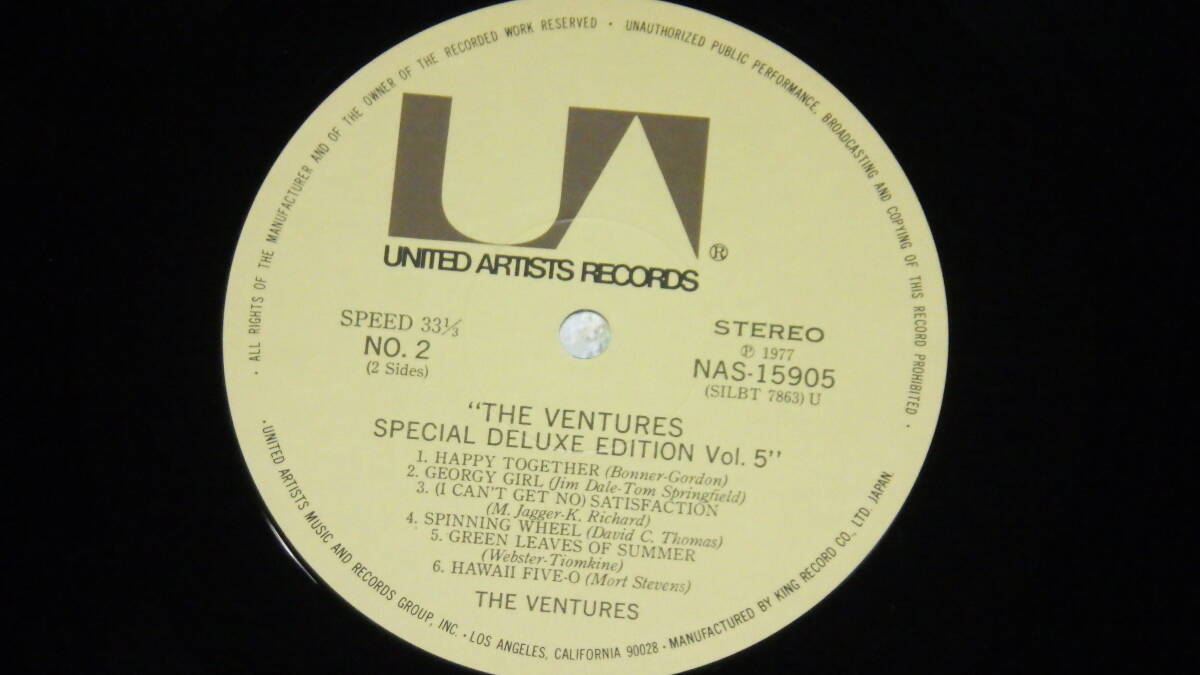 · ALL RIGHTS OF THE MANUFACTURER AND OF THE OWNER OF THE RECORDED WORK RESERVED · UNAUTHORIZED PUBLIC PERFORMANCE, BROADCASTING AND COPYING OF THIS RECORD PROHIBITED ·
UA
®
UNITED ARTISTS RECORDS
SPEED 33⅓
NO. 2
(2 Sides)
STEREO
℗ 1977
NAS-15905
(SILBT 7863) U
"THE VENTURES
SPECIAL DELUXE EDITION Vol. 5"
1. HAPPY TOGETHER (Bonner-Gordon)
2. GEORGY GIRL (Jim Dale-Tom Springfield)
3. (I CAN'T GET NO) SATISFACTION
(M. Jagger-K. Richard)
4. SPINNING WHEEL (David C. Thomas)
5. GREEN LEAVES OF SUMMER
(Webster-Tiomkine)
6. HAWAII FIVE-O (Mort Stevens)
THE VENTURES
· UNITED ARTISTS MUSIC AND RECORDS GROUP, INC. · LOS ANGELES, CALIFORNIA 90028 · MANUFACTURED BY KING RECORD CO., LTD. JAPAN.